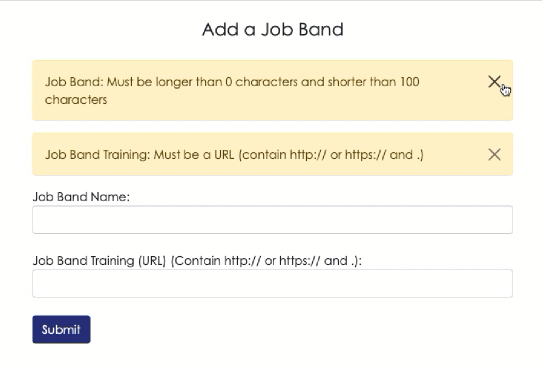 Add a Job Band
Job Band: Must be longer than 0 characters and shorter than 100
characters
Job Band Training: Must be a URL (contain http:// or https:// and .)
Job Band Name:
Job Band Training (URL) (Contain http:// or https:// and .):
Submit